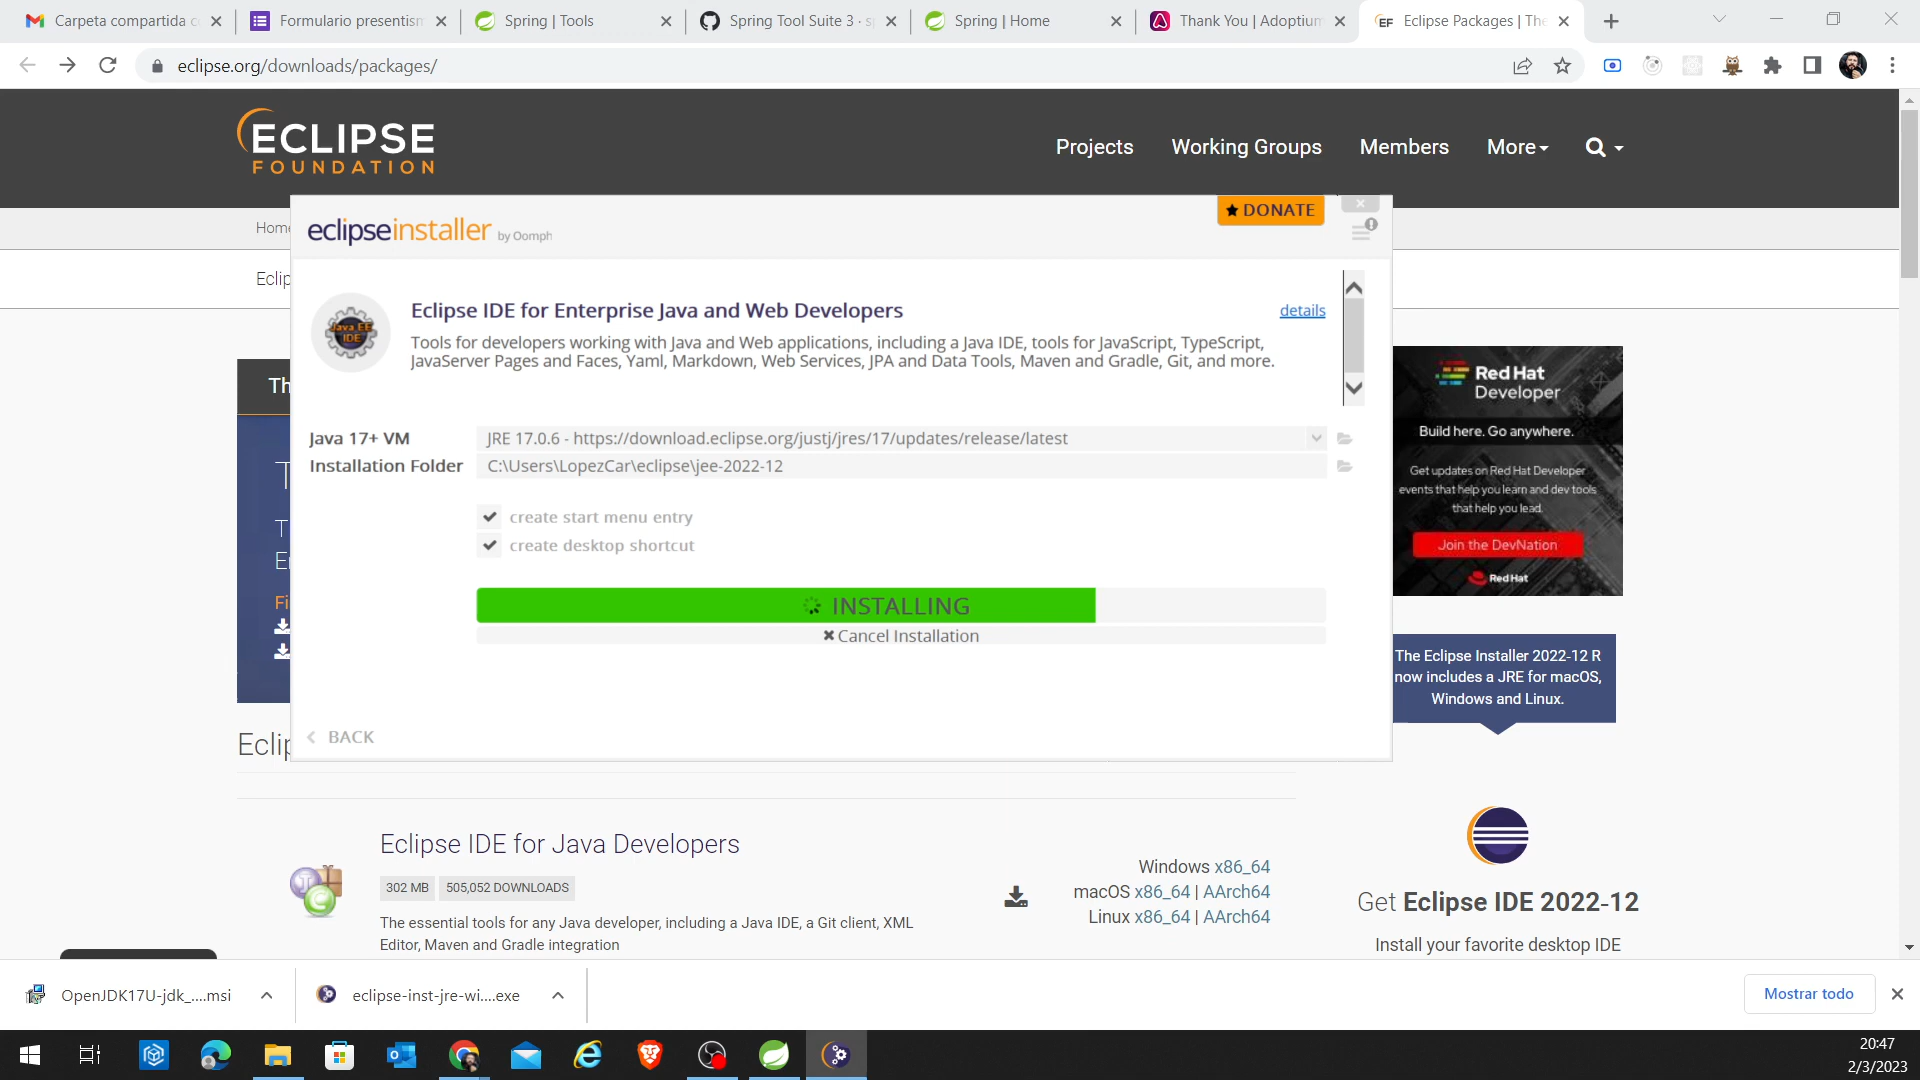 Carpeta compartida c
Formulario presentism
Spring | Tools
Spring Tool Suite 3 · s
Spring | Home
Thank You | Adoptium
EF Eclipse Packages | The
eclipse.org/downloads/packages/
ECLIPSE
FOUNDATION
Projects
Working Groups
Members
More
Home
Eclip
eclipseinstaller by Oomph
DONATE
Java EE
IDE
Eclipse IDE for Enterprise Java and Web Developers
details
Tools for developers working with Java and Web applications, including a Java IDE, tools for JavaScript, TypeScript,
JavaServer Pages and Faces, Yaml, Markdown, Web Services, JPA and Data Tools, Maven and Gradle, Git, and more.
Java 17+ VM
JRE 17.0.6 - https://download.eclipse.org/justj/jres/17/updates/release/latest
Installation Folder
C:\Users\LopezCar\eclipse\jee-2022-12
create start menu entry
create desktop shortcut
INSTALLING
Cancel Installation
BACK
Th
T
T
E
Fi
Red Hat
Developer
Build here. Go anywhere.
Get updates on Red Hat Developer
events that help you learn and dev tools
that help you lead.
Join the DevNation
Red Hat
The Eclipse Installer 2022-12 R
now includes a JRE for macOS,
Windows and Linux.
Eclip
Eclipse IDE for Java Developers
302 MB
505,052 DOWNLOADS
The essential tools for any Java developer, including a Java IDE, a Git client, XML
Editor, Maven and Gradle integration
Windows x86_64
macOS x86_64 | AArch64
Linux x86_64 | AArch64
Get Eclipse IDE 2022-12
Install your favorite desktop IDE
OpenJDK17U-jdk_....msi
eclipse-inst-jre-wi....exe
Mostrar todo
20:47
2/3/2023